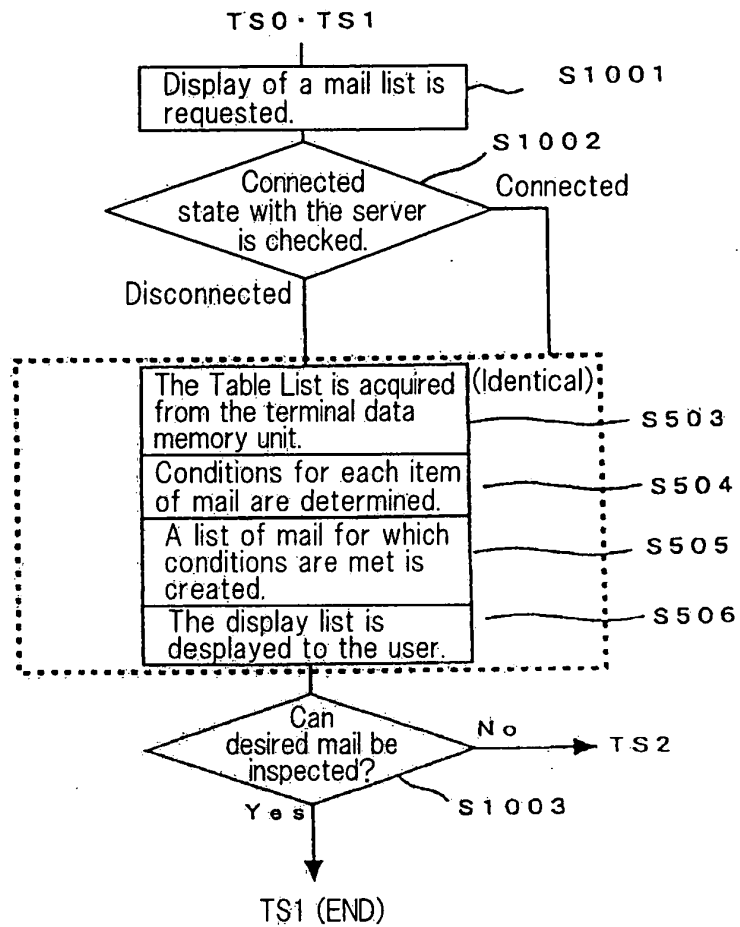 TS0·TS1
Display of a mail list is
requested.
S1001
S1002
Connected
state with the server
is checked.
Connected
Disconnected
The Table List is acquired
from the terminal data
memory unit.
(Identical)
S503
Conditions for each item
of mail are determined.
S504
A list of mail for which
conditions are met is
created.
S505
The display list is
desplayed to the user.
S506
Can
desired mail be
inspected?
No
TS2
S1003
Yes
TS1 (END)